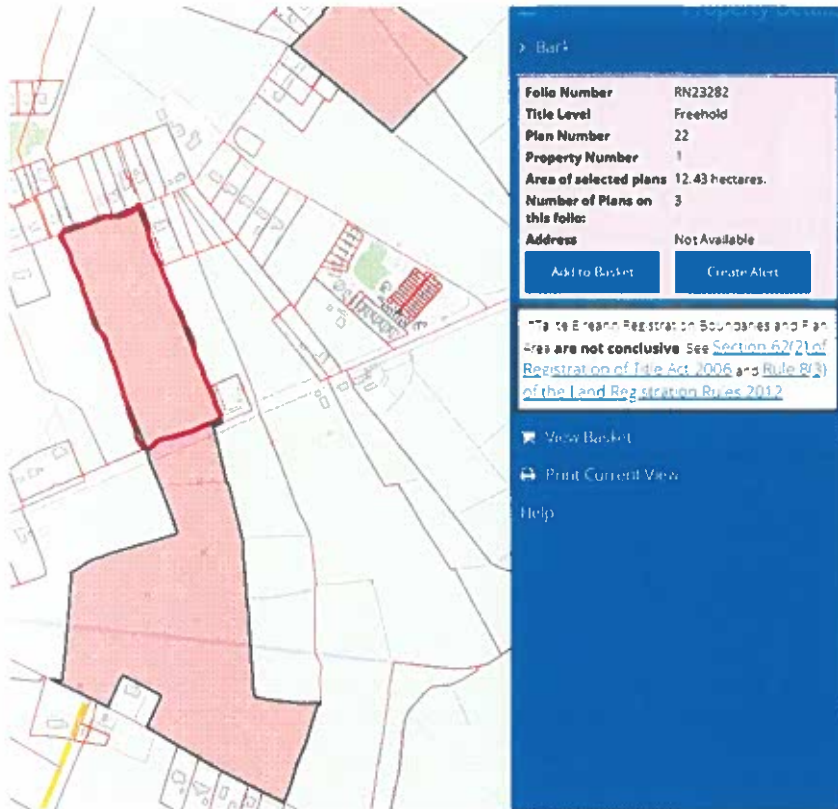 Property Details
> Back
Folio Number RN23282
Title Level Freehold
Plan Number 22
Property Number 1
Area of selected plans 12.43 hectares.
Number of Plans on 3
this folio:
Address Not Available
Add to Basket Create Alert
Registration Boundaries and Plan
Area are not conclusive. See Section 62(2) of
Registration of Title Act, 2006 and Rule 8(3)
of the Land Registration Rules 2012
View Basket
Print Current View
Help